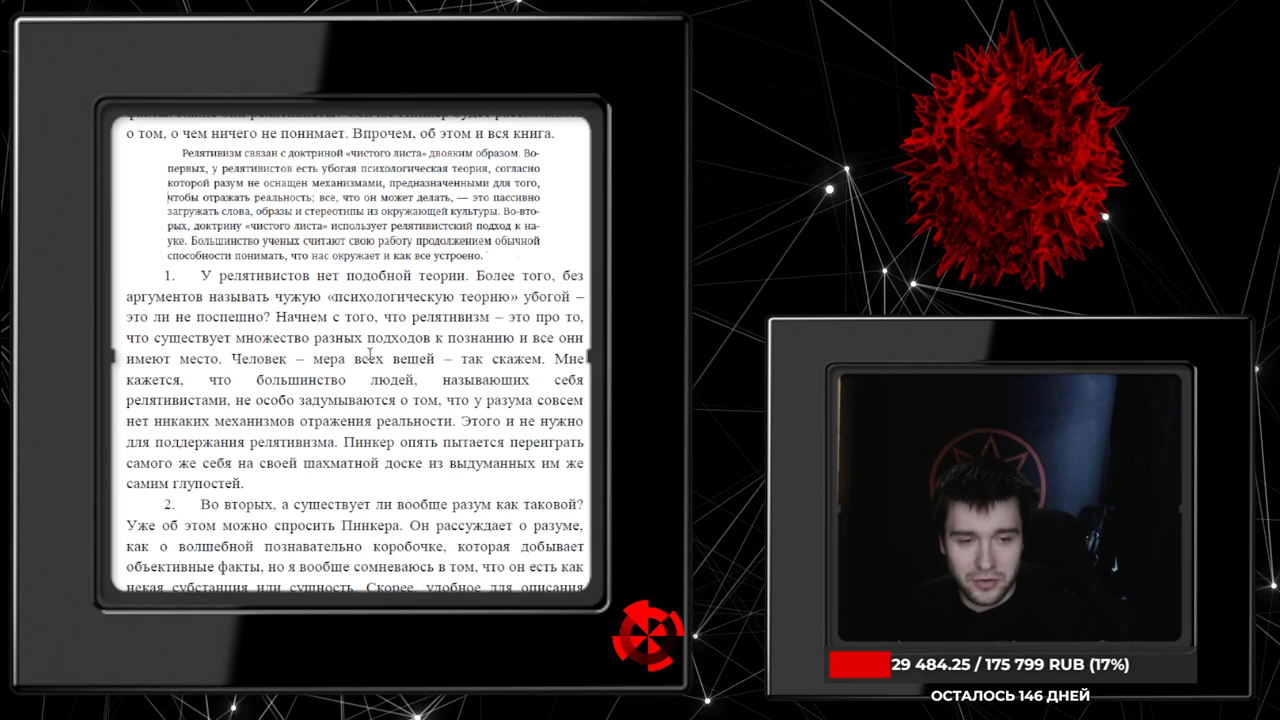 о том, о чем ничего не понимает. Впрочем, об этом и вся книга.
Релятивизм связан с доктриной «чистого листа» двояким образом. Во-
первых, у релятивистов есть убогая психологическая теория, согласно
которой разум не оснащен механизмами, предназначенными для того,
чтобы отражать реальность; все, что он может делать, — это пассивно
загружать слова, образы и стереотипы из окружающей культуры. Во-вто-
рых, доктрину «чистого листа» использует релятивистский подход к на-
уке. Большинство ученых считают свою работу продолжением обычной
способности понимать, что нас окружает и как все устроено.
1. У релятивистов нет подобной теории. Более того, без
аргументов называть чужую «психологическую теорию» убогой –
это ли не поспешно? Начнем с того, что релятивизм – это про то,
что существует множество разных подходов к познанию и все они
имеют место. Человек – мера всех вещей – так скажем. Мне
кажется, что большинство людей, называющих себя
релятивистами, не особо задумываются о том, что у разума совсем
нет никаких механизмов отражения реальности. Этого и не нужно
для поддержания релятивизма. Пинкер опять пытается переиграть
самого же себя на своей шахматной доске из выдуманных им же
самим глупостей.
2. Во вторых, а существует ли вообще разум как таковой?
Уже об этом можно спросить Пинкера. Он рассуждает о разуме,
как о волшебной познавательно коробочке, которая добывает
объективные факты, но я вообще сомневаюсь в том, что он есть как
некая субстанция или сущность. Скорее, удобное для описания
29 484.25 / 175 799 RUB (17%)
ОСТАЛОСЬ 146 ДНЕЙ